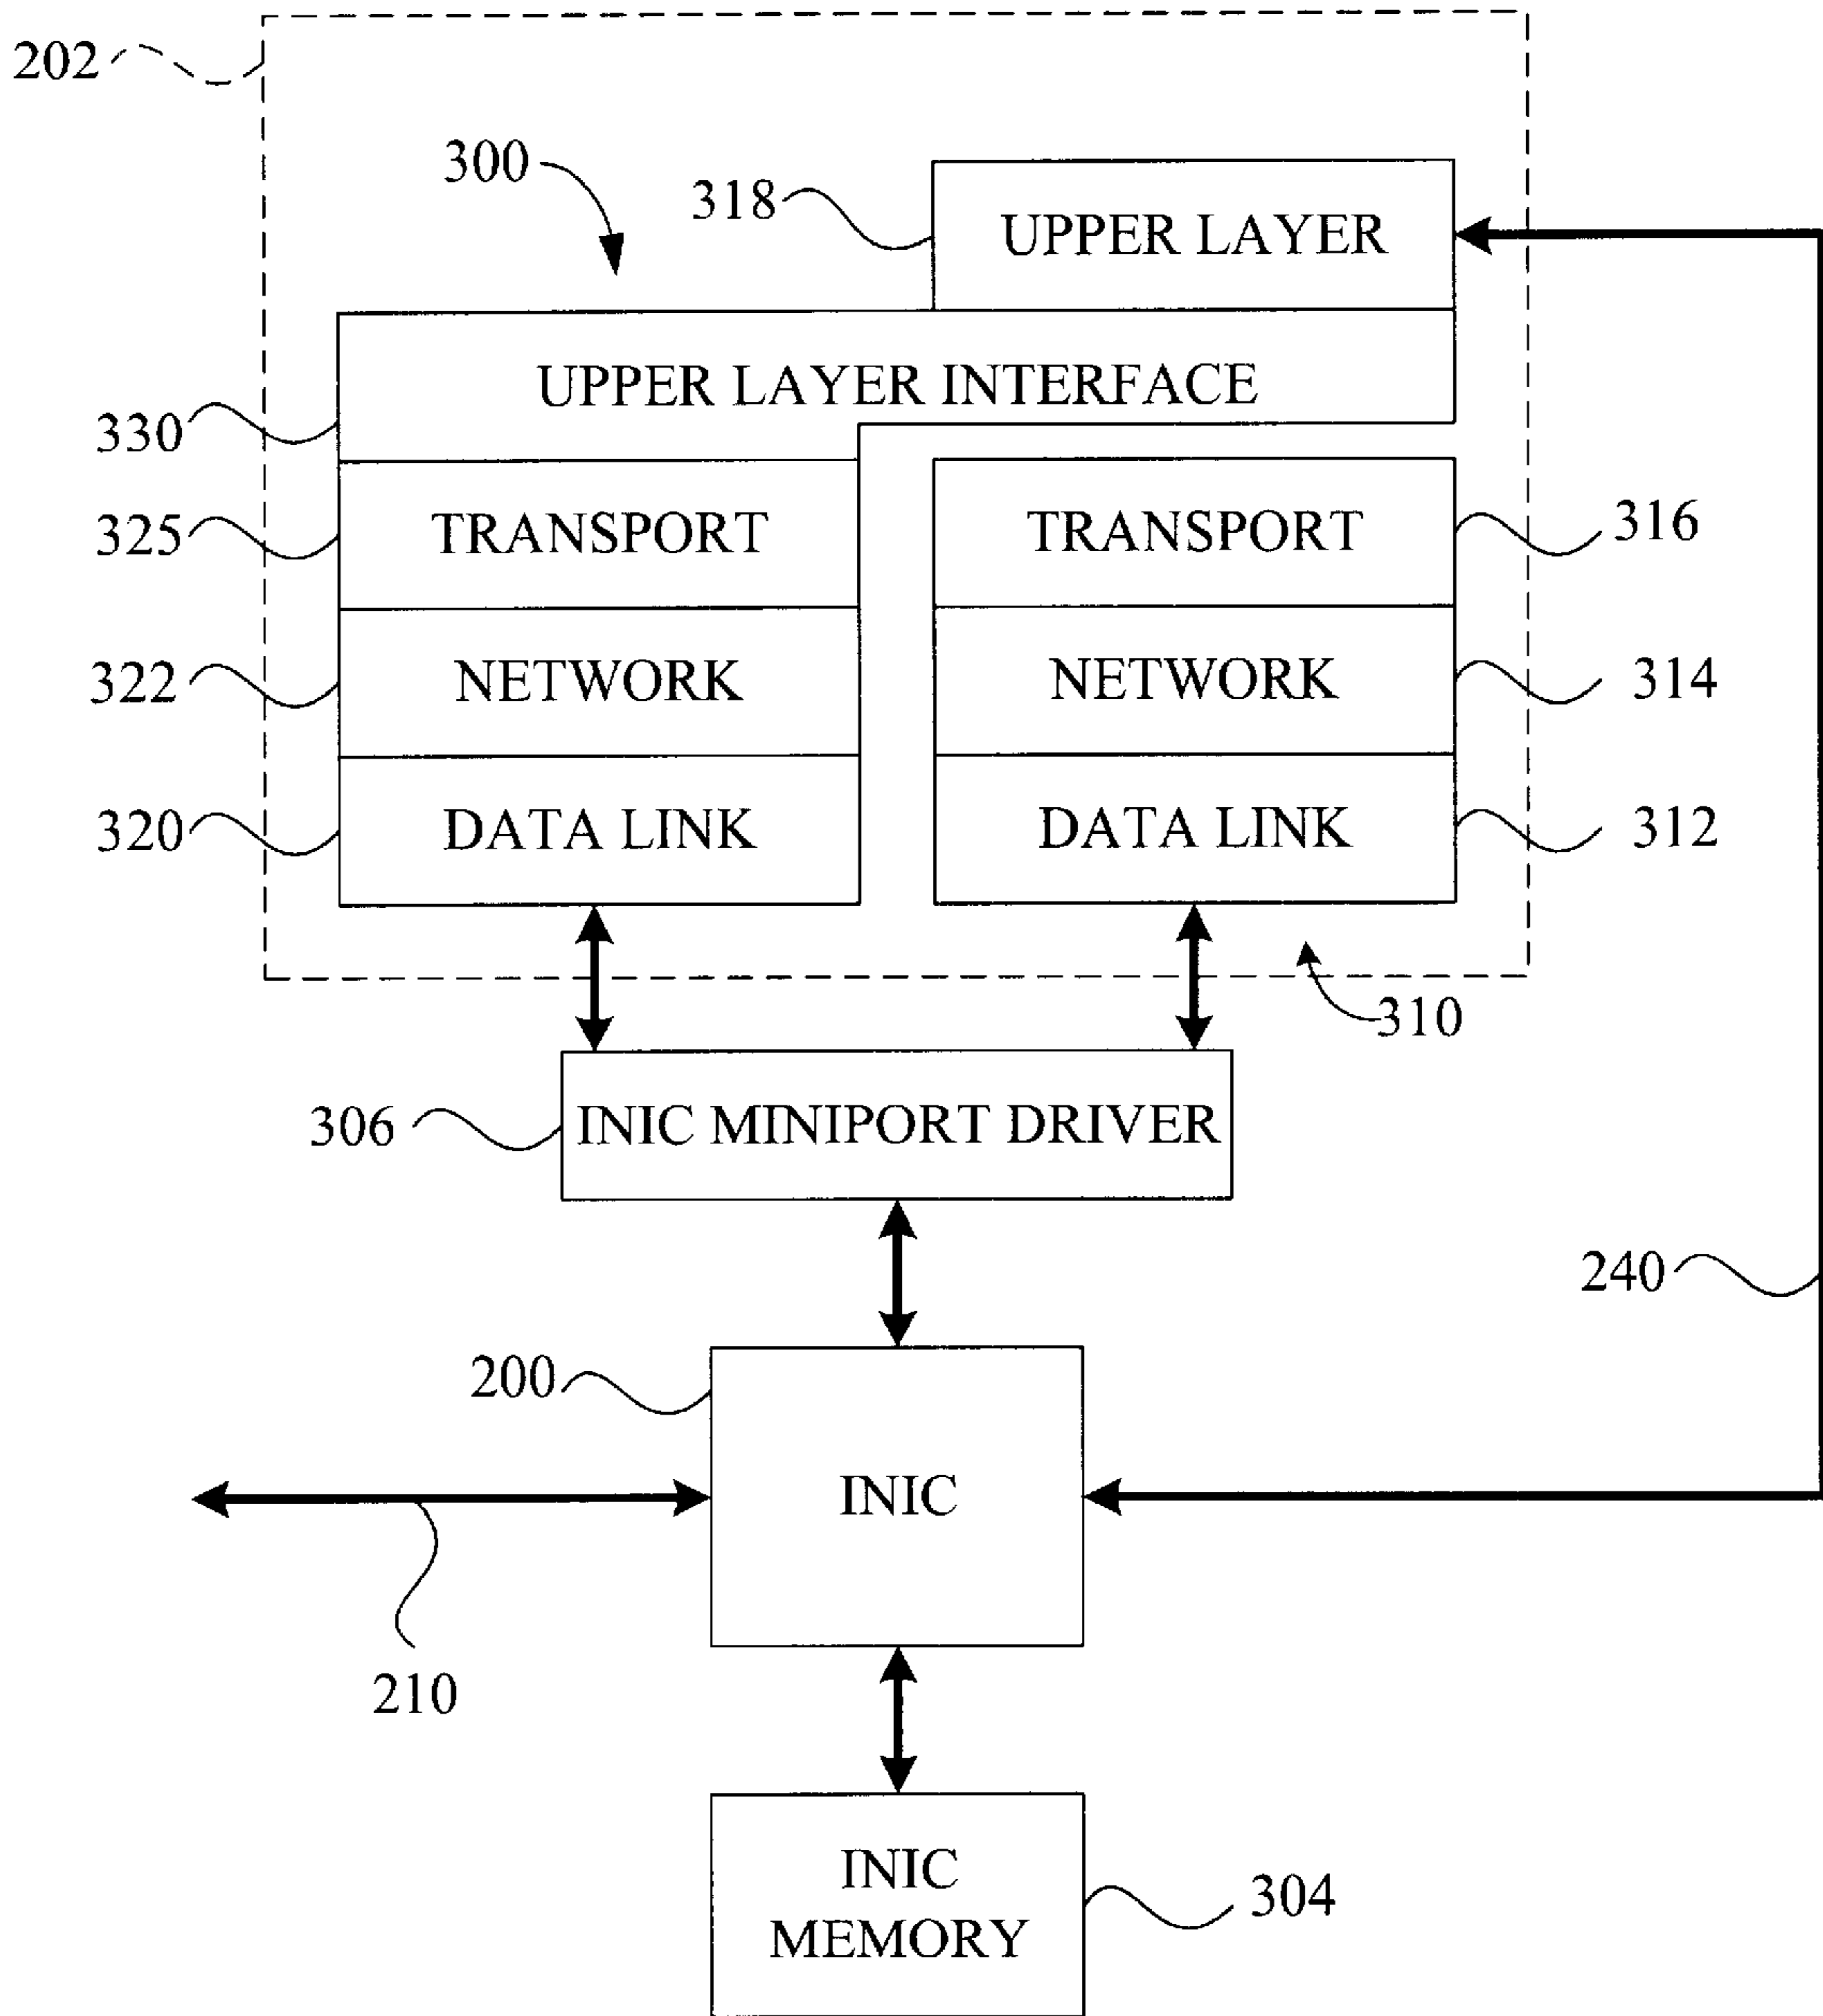 202
300
318
UPPER LAYER
UPPER LAYER INTERFACE
330
325
TRANSPORT
TRANSPORT
316
322
NETWORK
NETWORK
314
320
DATA LINK
DATA LINK
312
310
306
INIC MINIPORT DRIVER
240
200
INIC
210
INIC
MEMORY
304